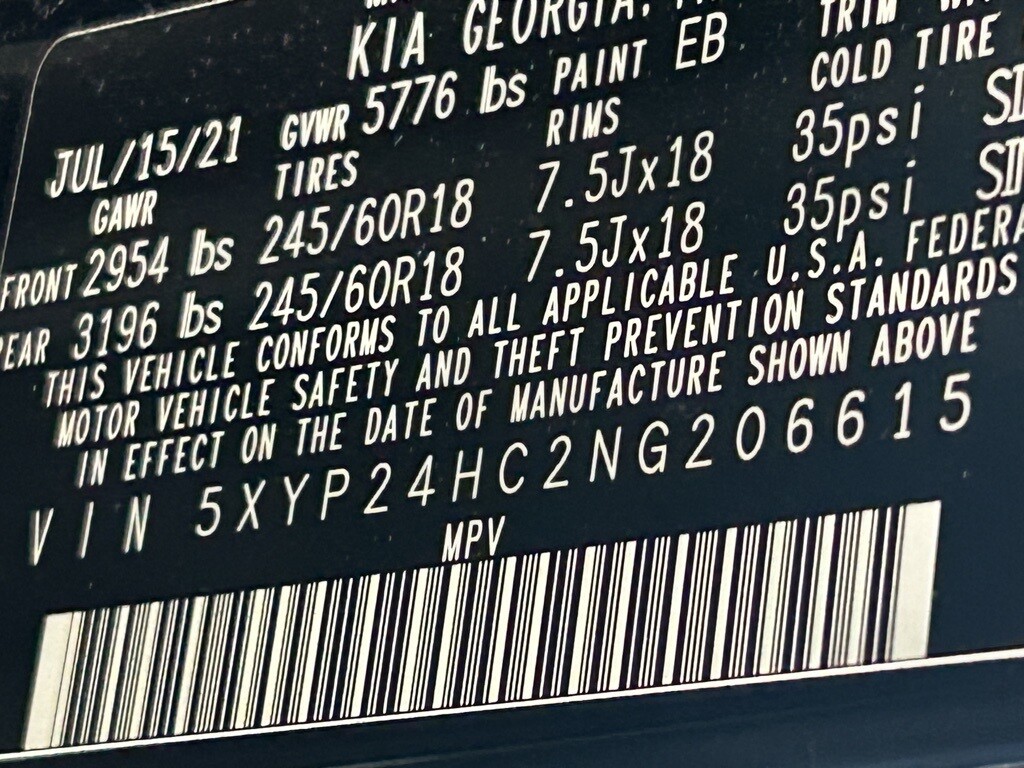 KIA GEORGIA,
JUL/15/21 GVWR 5776 lbs PAINT EB TRIM
GAWR TIRES RIMS COLD TIRE
FRONT 2954 lbs 245/60R18 7.5Jx18 35psi
REAR 3196 lbs 245/60R18 7.5Jx18 35psi
THIS VEHICLE CONFORMS TO ALL APPLICABLE U.S.A. FEDERA
MOTOR VEHICLE SAFETY AND THEFT PREVENTION STANDARDS
IN EFFECT ON THE DATE OF MANUFACTURE SHOWN ABOVE
VIN 5XYP24HC2NG206615
MPV